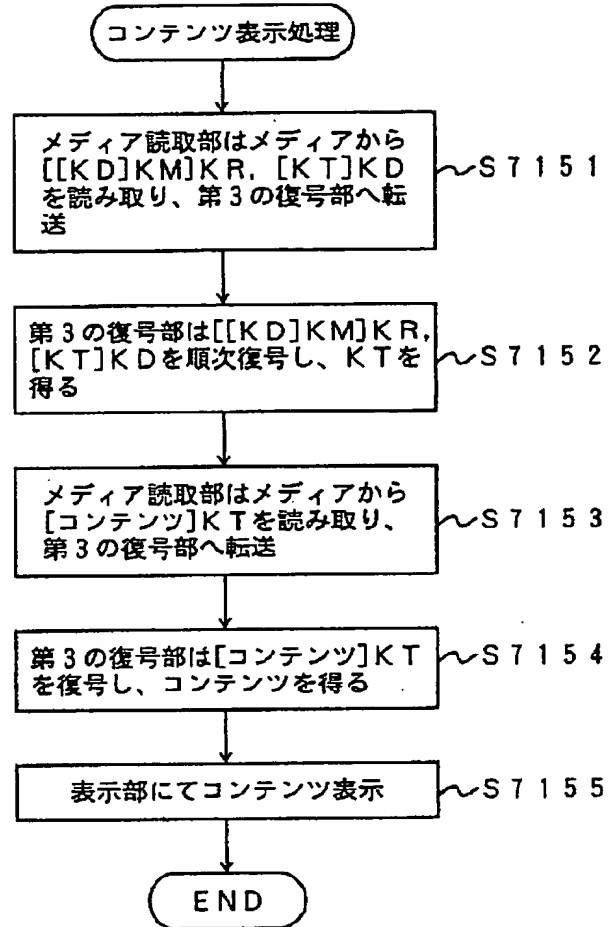 コンテンツ表示処理
メディア読取部はメディアから
[[KD]KM]KR, [KT]KD
を読み取り、第3の復号部へ転
送
S7151
第3の復号部は[[KD]KM]KR,
[KT]KDを順次復号し、KTを
得る
S7152
メディア読取部はメディアから
[コンテンツ]KTを読み取り、
第3の復号部へ転送
S7153
第3の復号部は[コンテンツ]KT
を復号し、コンテンツを得る
S7154
表示部にてコンテンツ表示
S7155
END